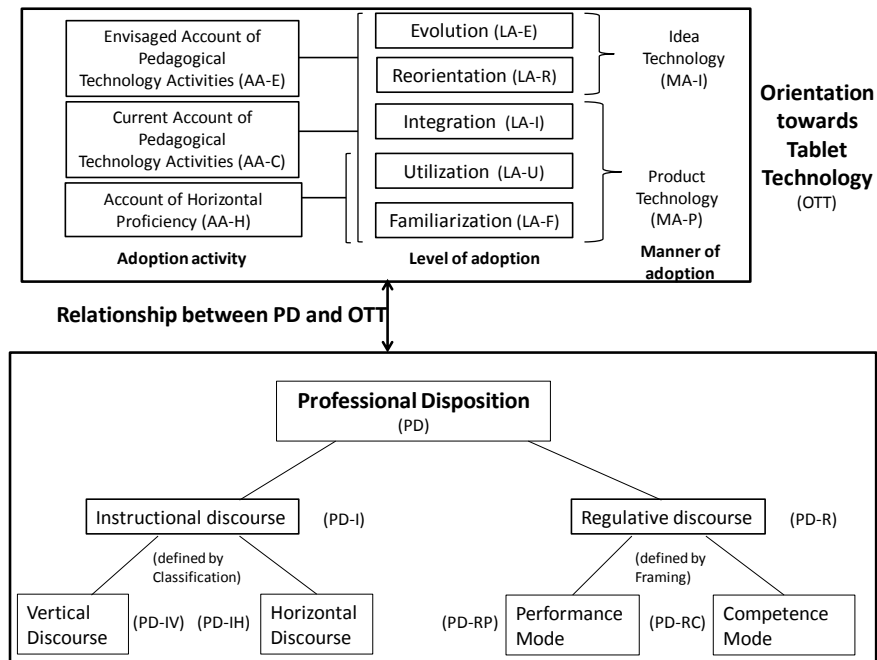 Envisaged Account of
Pedagogical
Technology Activities (AA-E)
Current Account of
Pedagogical
Technology Activities (AA-C)
Account of Horizontal
Proficiency (AA-H)
Adoption activity
Evolution (LA-E)
Reorientation (LA-R)
Integration (LA-I)
Utilization (LA-U)
Familiarization (LA-F)
Level of adoption
Idea
Technology
(MA-I)
Product
Technology
(MA-P)
Manner of
adoption
Orientation
towards
Tablet
Technology
(OTT)
Relationship between PD and OTT
Professional Disposition
(PD)
Instructional discourse
(PD-I)
Regulative discourse
(PD-R)
(defined by
Classification)
(defined by
Framing)
Vertical
Discourse
(PD-IV)
(PD-IH)
Horizontal
Discourse
(PD-RP)
Performance
Mode
(PD-RC)
Competence
Mode